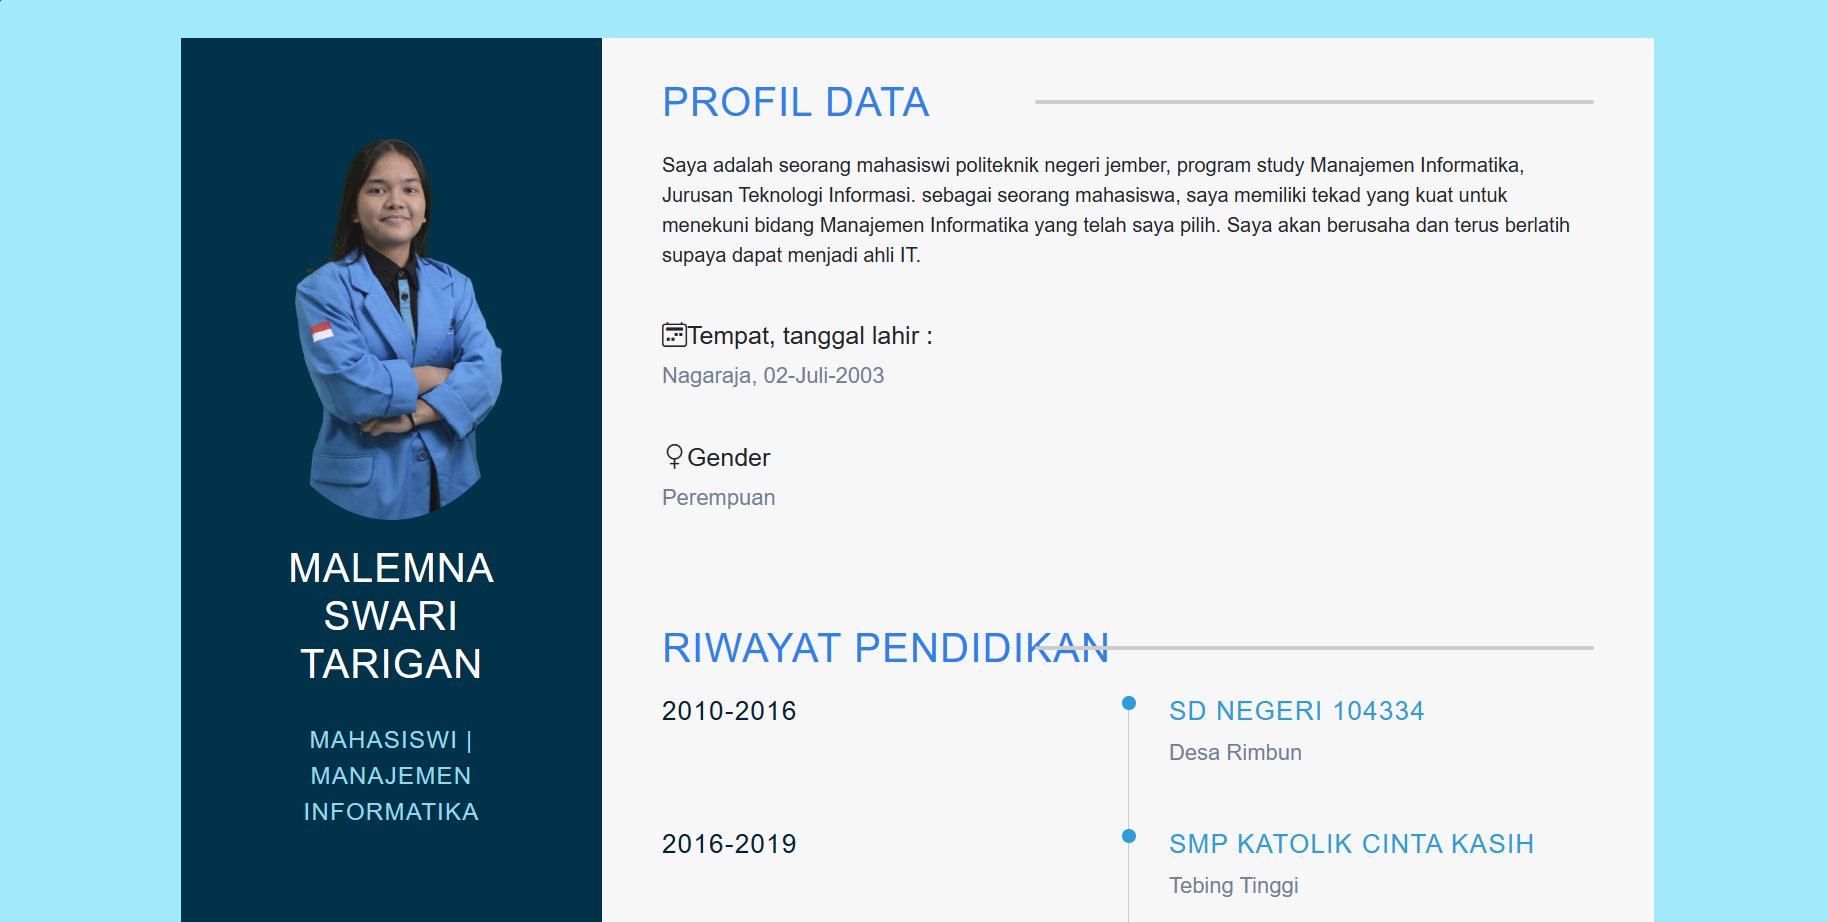 MALEMNA
SWARI
TARIGAN
MAHASISWI |
MANAJEMEN
INFORMATIKA
PROFIL DATA
Saya adalah seorang mahasiswi politeknik negeri jember, program study Manajemen Informatika,
Jurusan Teknologi Informasi. sebagai seorang mahasiswa, saya memiliki tekad yang kuat untuk
menekuni bidang Manajemen Informatika yang telah saya pilih. Saya akan berusaha dan terus berlatih
supaya dapat menjadi ahli IT.
Tempat, tanggal lahir :
Nagaraja, 02-Juli-2003
Gender
Perempuan
RIWAYAT PENDIDIKAN
2010-2016
SD NEGERI 104334
Desa Rimbun
2016-2019
SMP KATOLIK CINTA KASIH
Tebing Tinggi